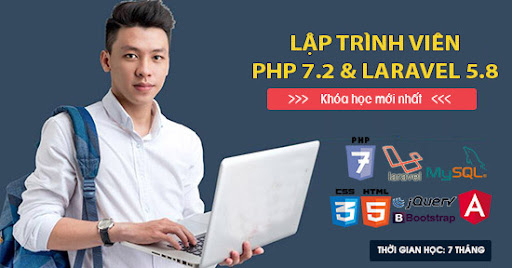 LẬP TRÌNH VIÊN
PHP 7.2 & LARAVEL 5.8
>>> Khóa học mới nhất <<<
PHP
7
laravel
MySQL
CSS
3
HTML
5
jQuery
B Bootstrap
A
THỜI GIAN HỌC: 7 THÁNG